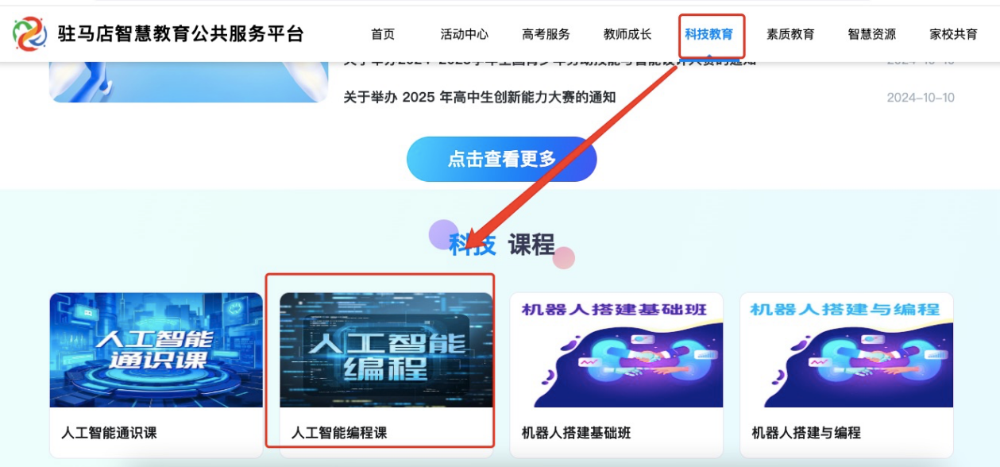 驻马店智慧教育公共服务平台
首页 活动中心 高考服务 教师成长 科技教育 素质教育 智慧资源 家校共育
关于举办 2025 年高中生创新能力大赛的通知 2024-10-10
点击查看更多
科技 课程
人工智能
通识课
人工智能
编程
机器人搭建基础班
机器人搭建与编程
人工智能通识课
人工智能编程课
机器人搭建基础班
机器人搭建与编程